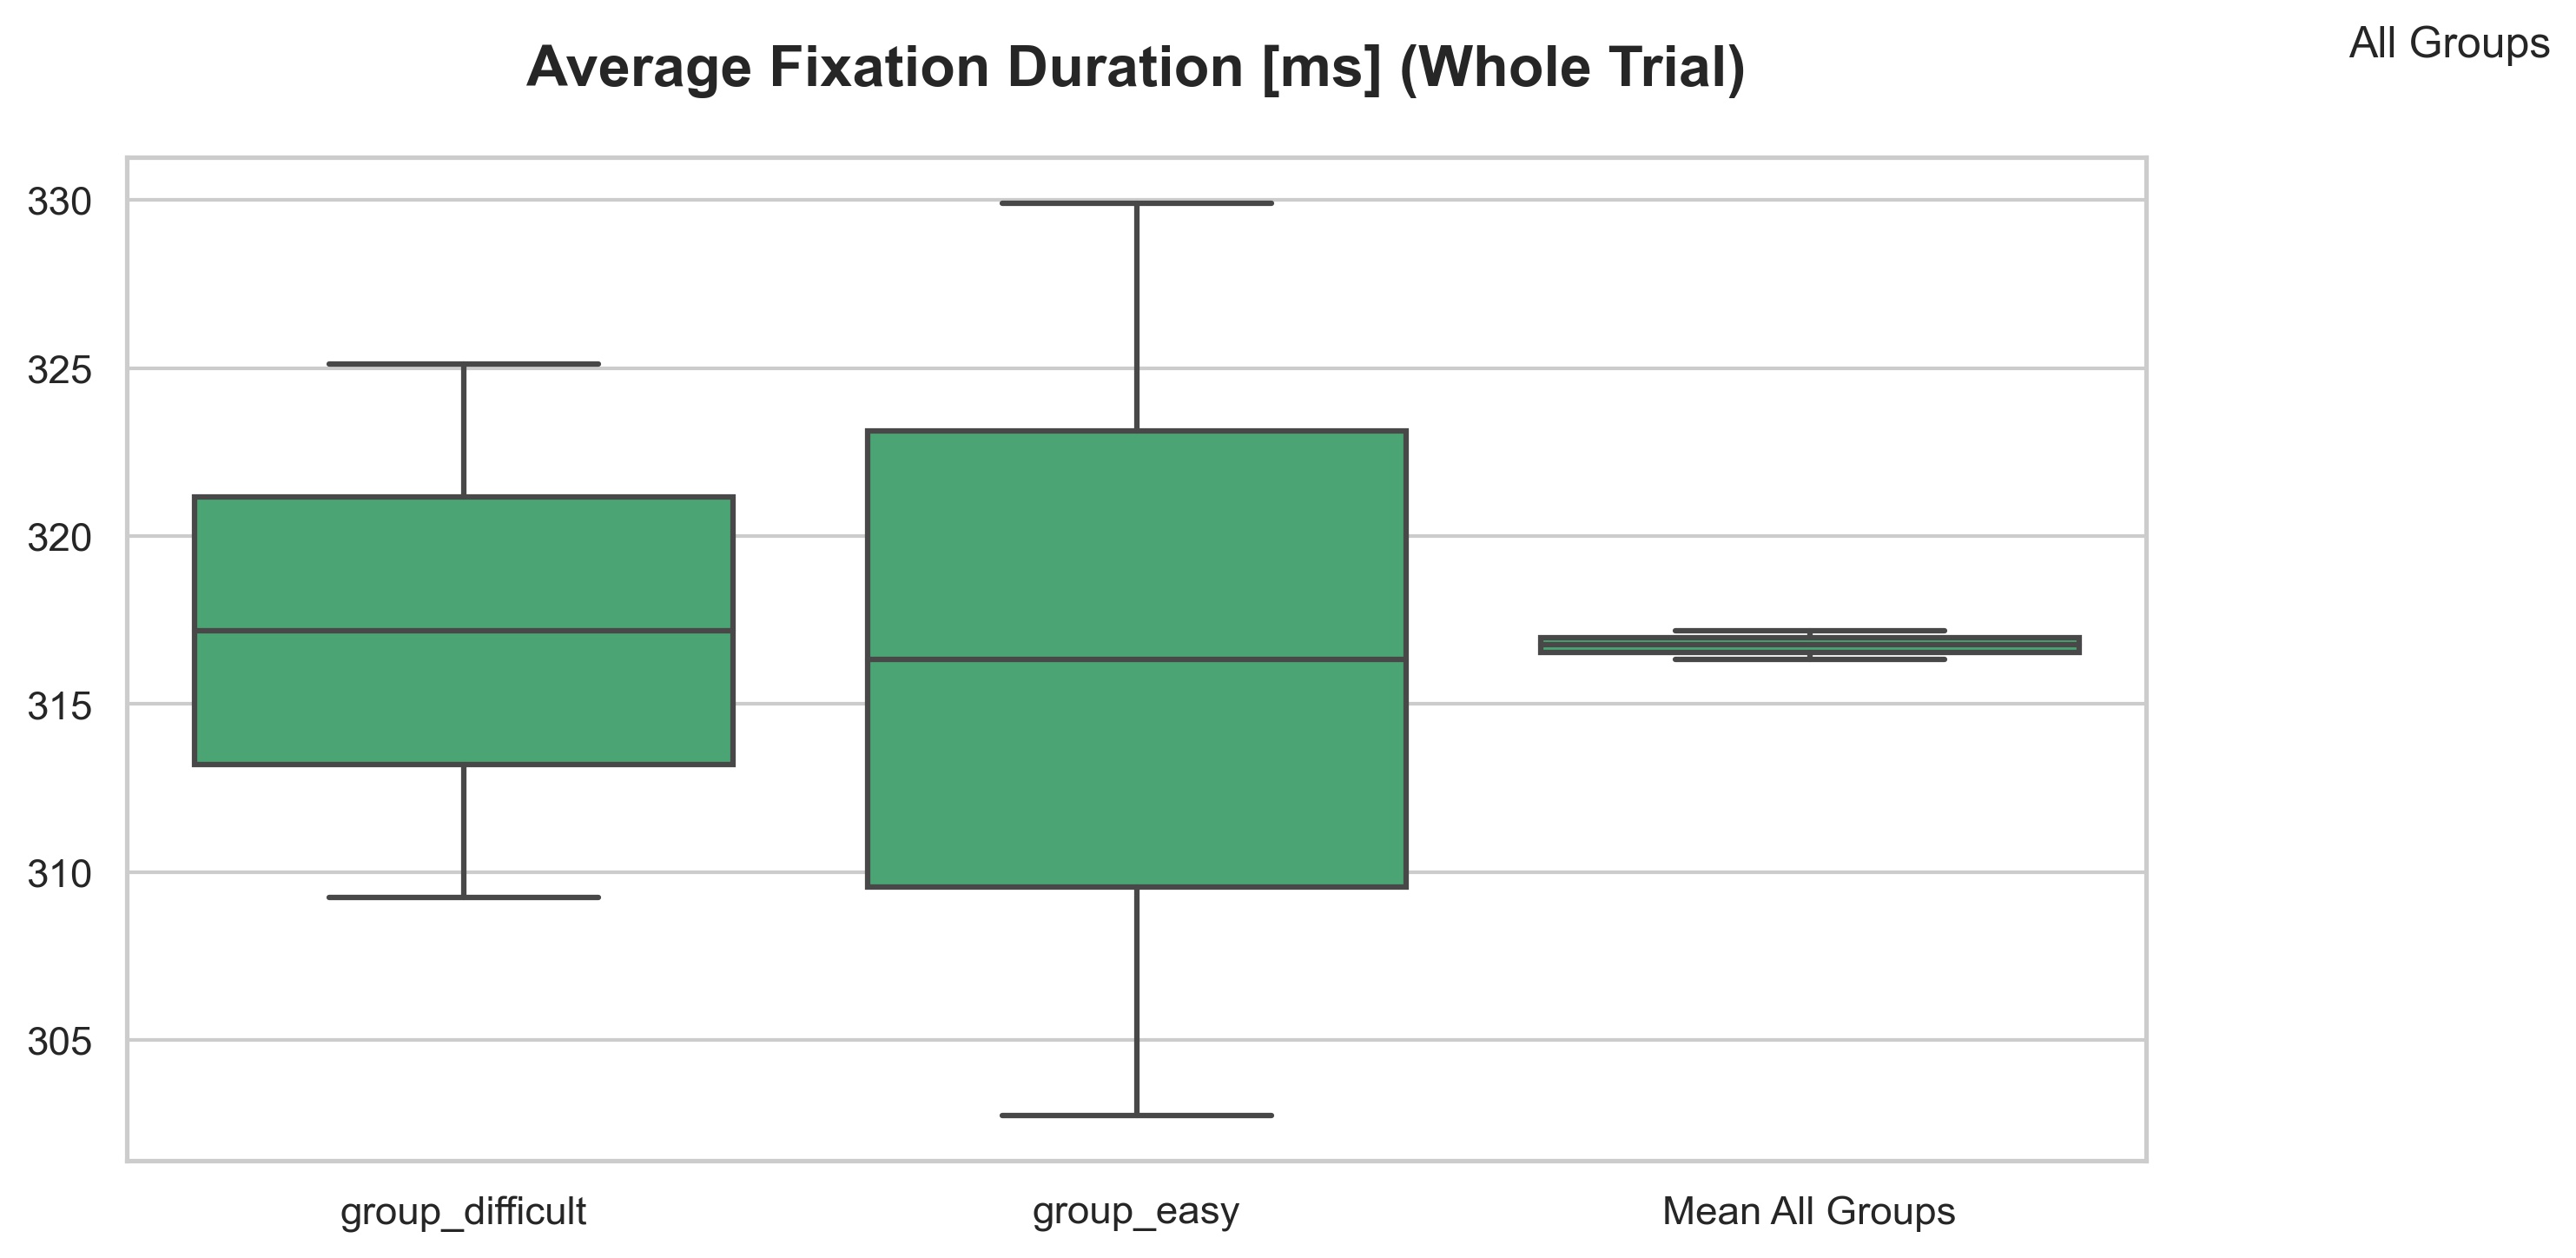 All Groups
Average Fixation Duration [ms] (Whole Trial)
330
325
320
315
310
305
group_difficult
group_easy
Mean All Groups